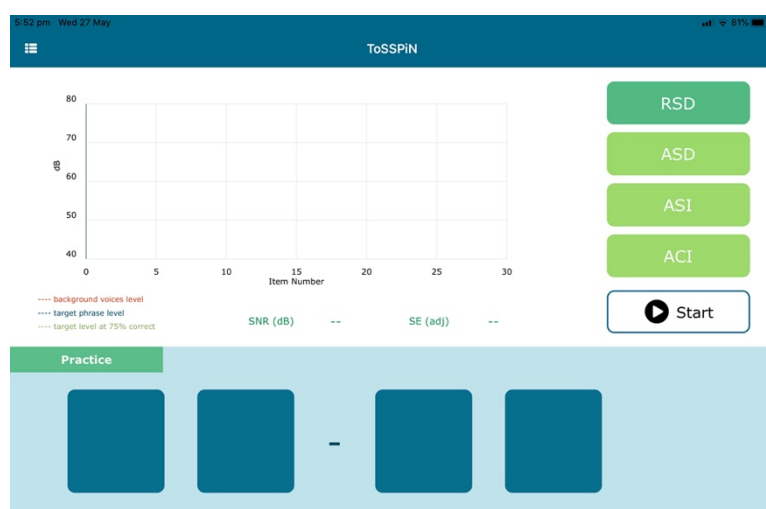 5:52 pm Wed 27 May
81%
ToSSPiN
80
70
60
50
40
dB
0 5 10 15 20 25 30
Item Number
---- background voices level
---- target phrase level
---- target level at 75% correct
SNR (dB) -- SE (adj) --
RSD
ASD
ASI
ACI
Start
Practice
-